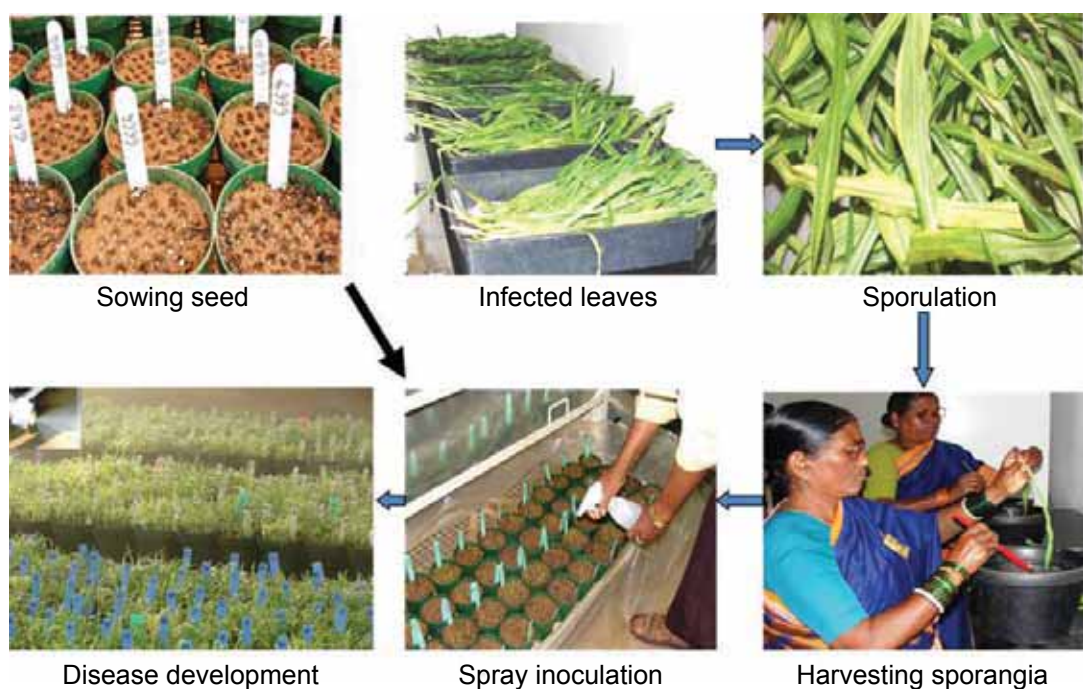 Sowing seed
Infected leaves
Sporulation
Disease development
Spray inoculation
Harvesting sporangia